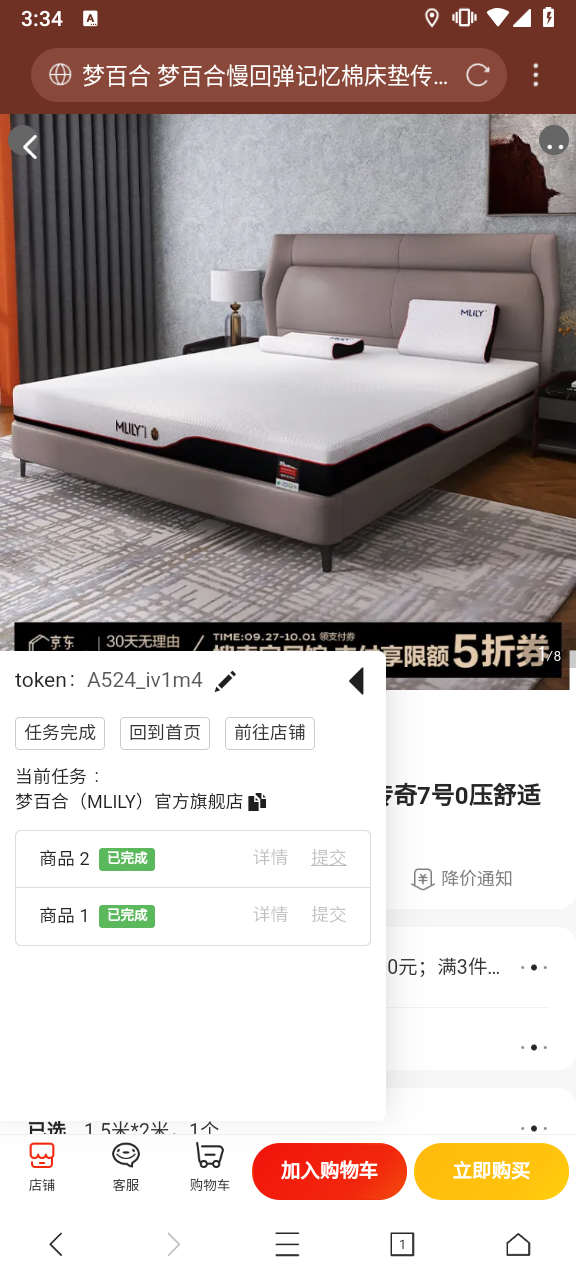 3:34
A
梦百合 梦百合慢回弹记忆棉床垫传...
MLILY
MLILY
京东
30天无理由
TIME:09.27-10.01 领支付券
享限额5折券
1/8
token: A524_iv1m4
任务完成
回到首页
前往店铺
当前任务：
梦百合（MLILY）官方旗舰店
传奇7号0压舒适
商品 2 已完成 详情 提交
降价通知
商品 1 已完成 详情 提交
0元；满3件...
已选 1.5米*2米，1个
店铺
客服
购物车
加入购物车
立即购买
1